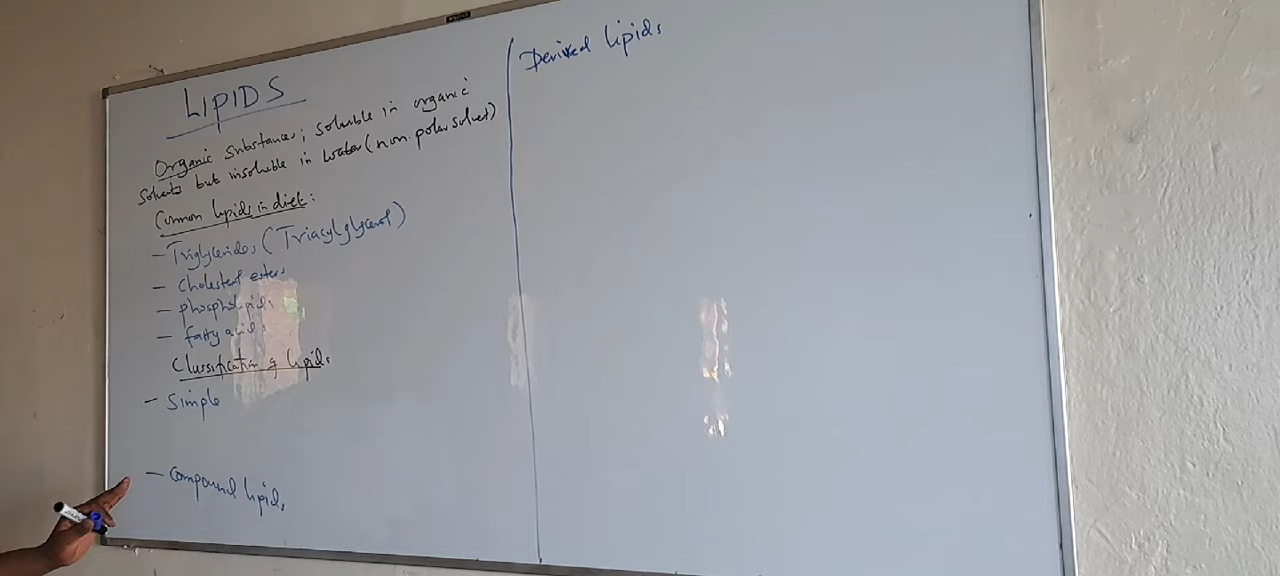 LIPIDS
Organic substances; soluble in organic
solvents but insoluble in water (non-polar solvent)
Common lipids in diet:
- Triglycerides (Triacylglycerol)
- Cholesterol esters
- phospholipids
- fatty acids
Classification of lipids
- Simple
- Compound lipids
Derived lipids